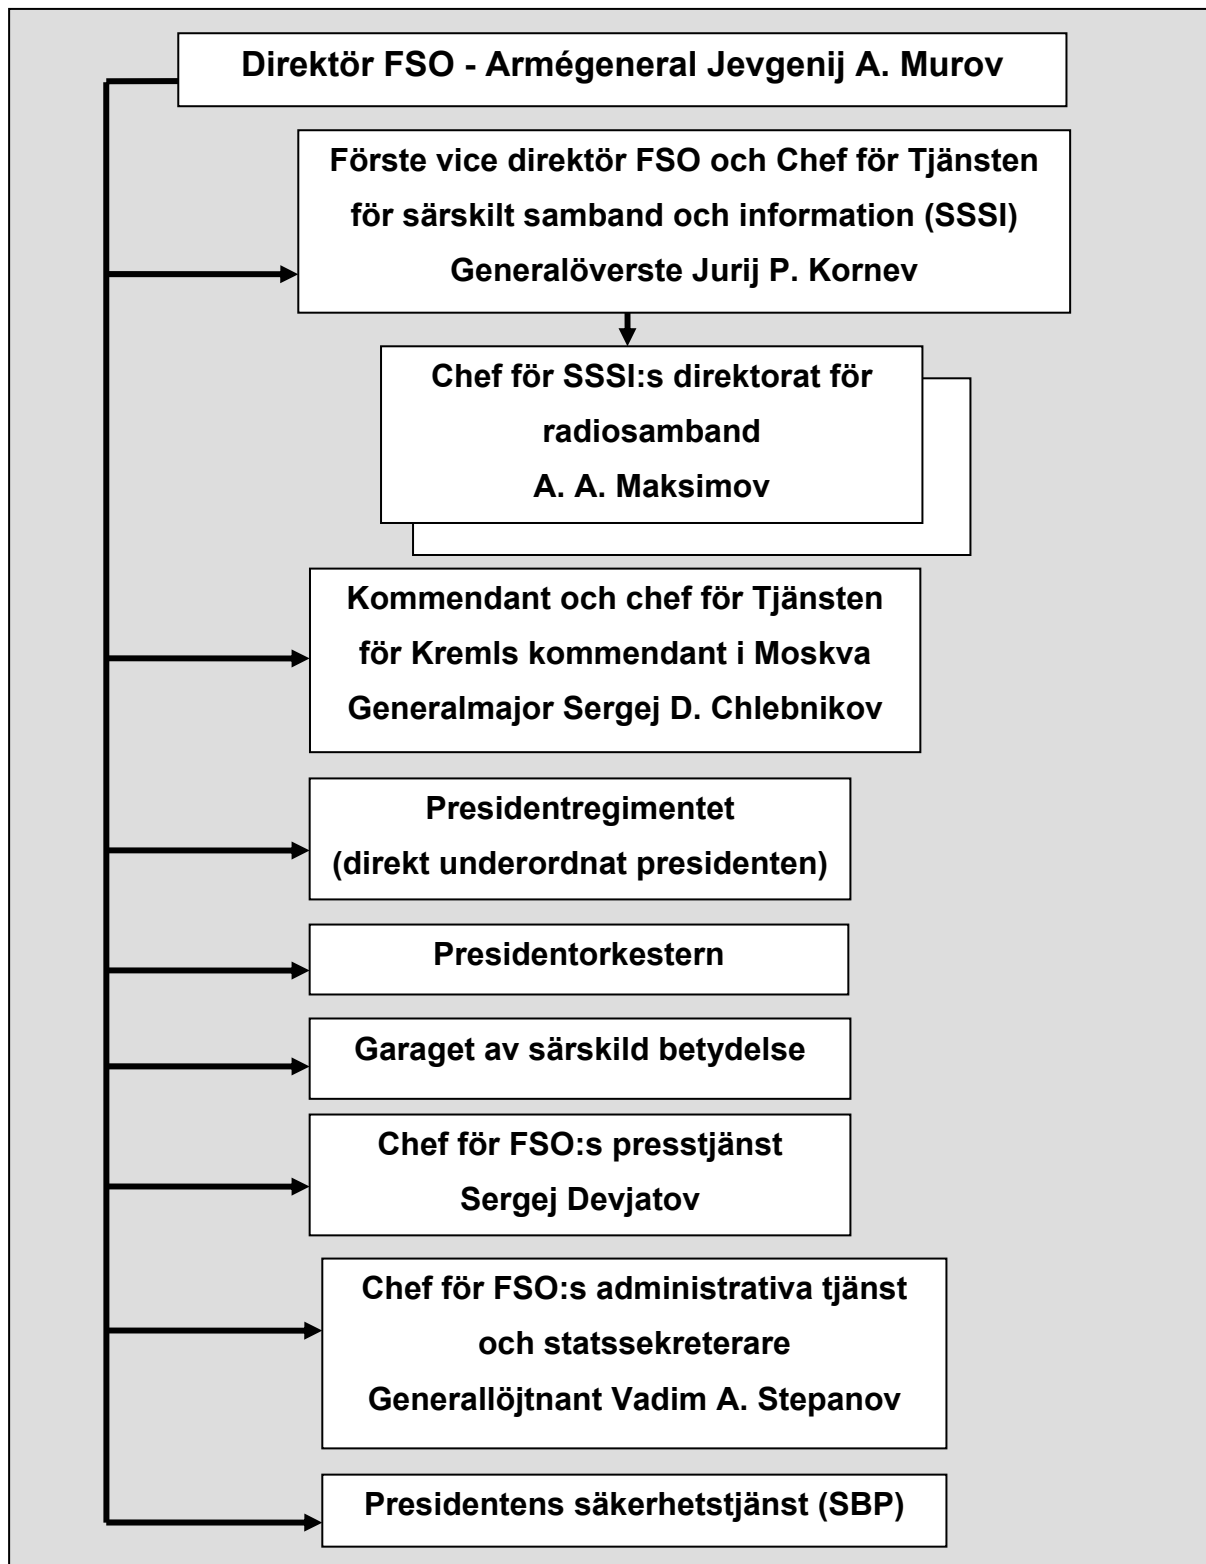 Direktör FSO - Armégeneral Jevgenij A. Murov
Förste vice direktör FSO och Chef för Tjänsten
för särskilt samband och information (SSSI)
Generalöverste Jurij P. Kornev
Chef för SSSI:s direktorat för
radiosamband
A. A. Maksimov
Kommendant och chef för Tjänsten
för Kremls kommendant i Moskva
Generalmajor Sergej D. Chlebnikov
Presidentregimentet
(direkt underordnat presidenten)
Presidentorkestern
Garaget av särskild betydelse
Chef för FSO:s presstjänst
Sergej Devjatov
Chef för FSO:s administrativa tjänst
och statssekreterare
Generallöjtnant Vadim A. Stepanov
Presidentens säkerhetstjänst (SBP)